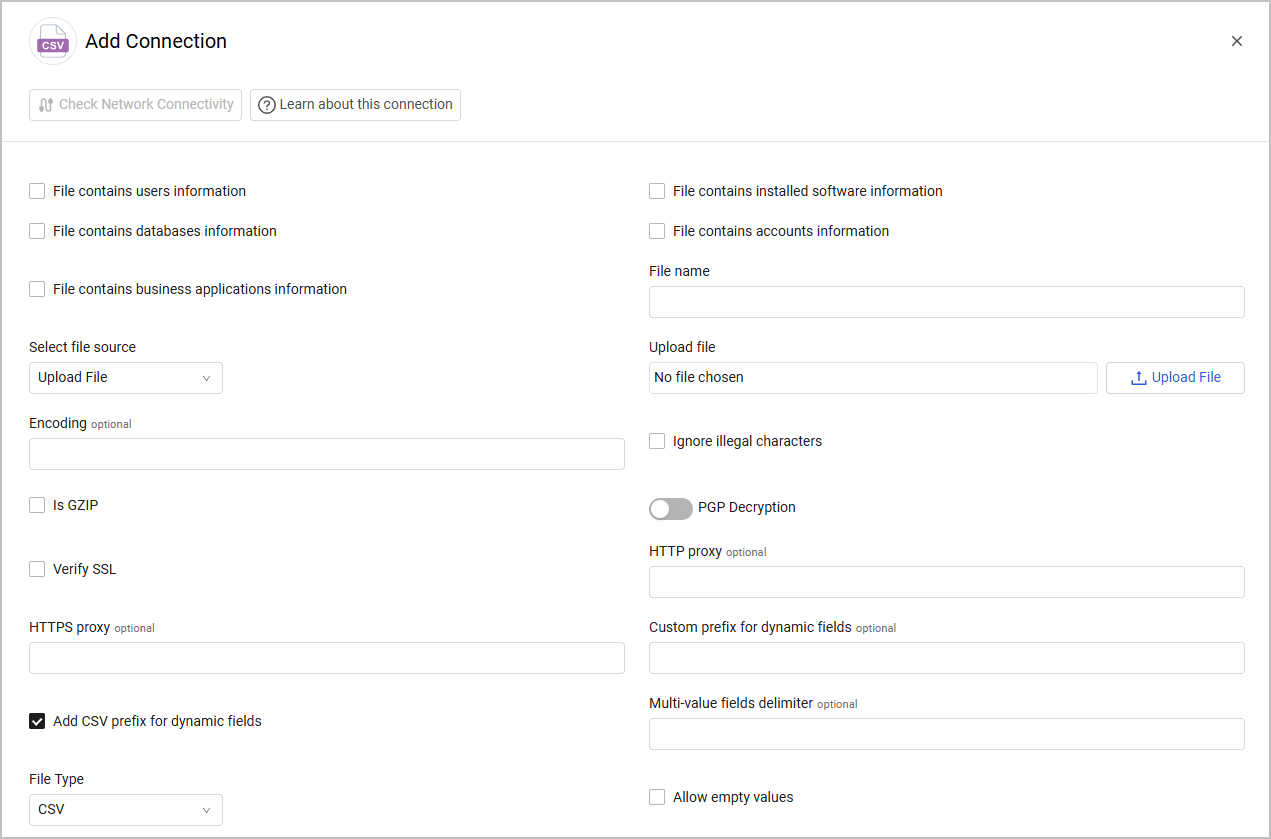 CSV
Add Connection
Check Network Connectivity
Learn about this connection
File contains users information
File contains installed software information
File contains databases information
File contains accounts information
File contains business applications information
File name
Select file source
Upload file
Upload File
No file chosen
Upload File
Encoding optional
Ignore illegal characters
Is GZIP
PGP Decryption
Verify SSL
HTTP proxy optional
HTTPS proxy optional
Custom prefix for dynamic fields optional
Add CSV prefix for dynamic fields
Multi-value fields delimiter optional
File Type
CSV
Allow empty values